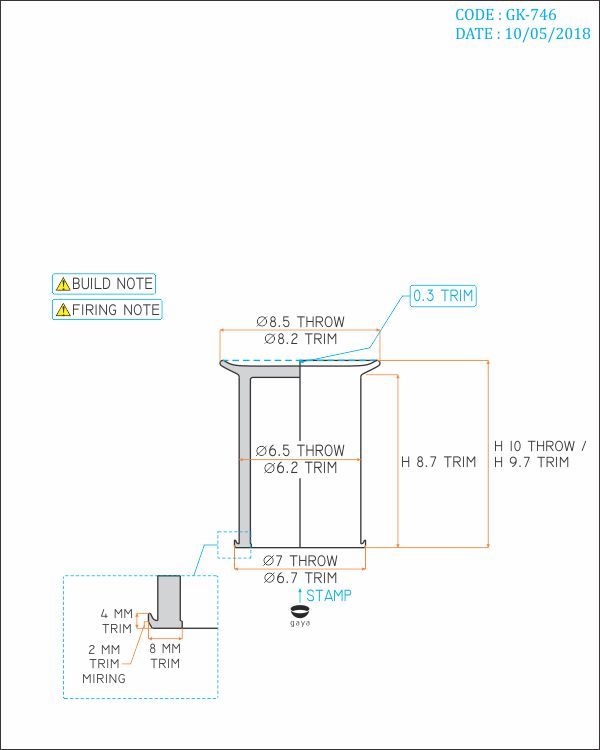 CODE : GK-746
DATE : 10/05/2018
BUILD NOTE
FIRING NOTE
0.3 TRIM
Ø8.5 THROW
Ø8.2 TRIM
Ø6.5 THROW
Ø6.2 TRIM
H 8.7 TRIM
H 10 THROW /
H 9.7 TRIM
Ø7 THROW
Ø6.7 TRIM
STAMP
gaya
4 MM
TRIM
2 MM
TRIM
MIRING
8 MM
TRIM